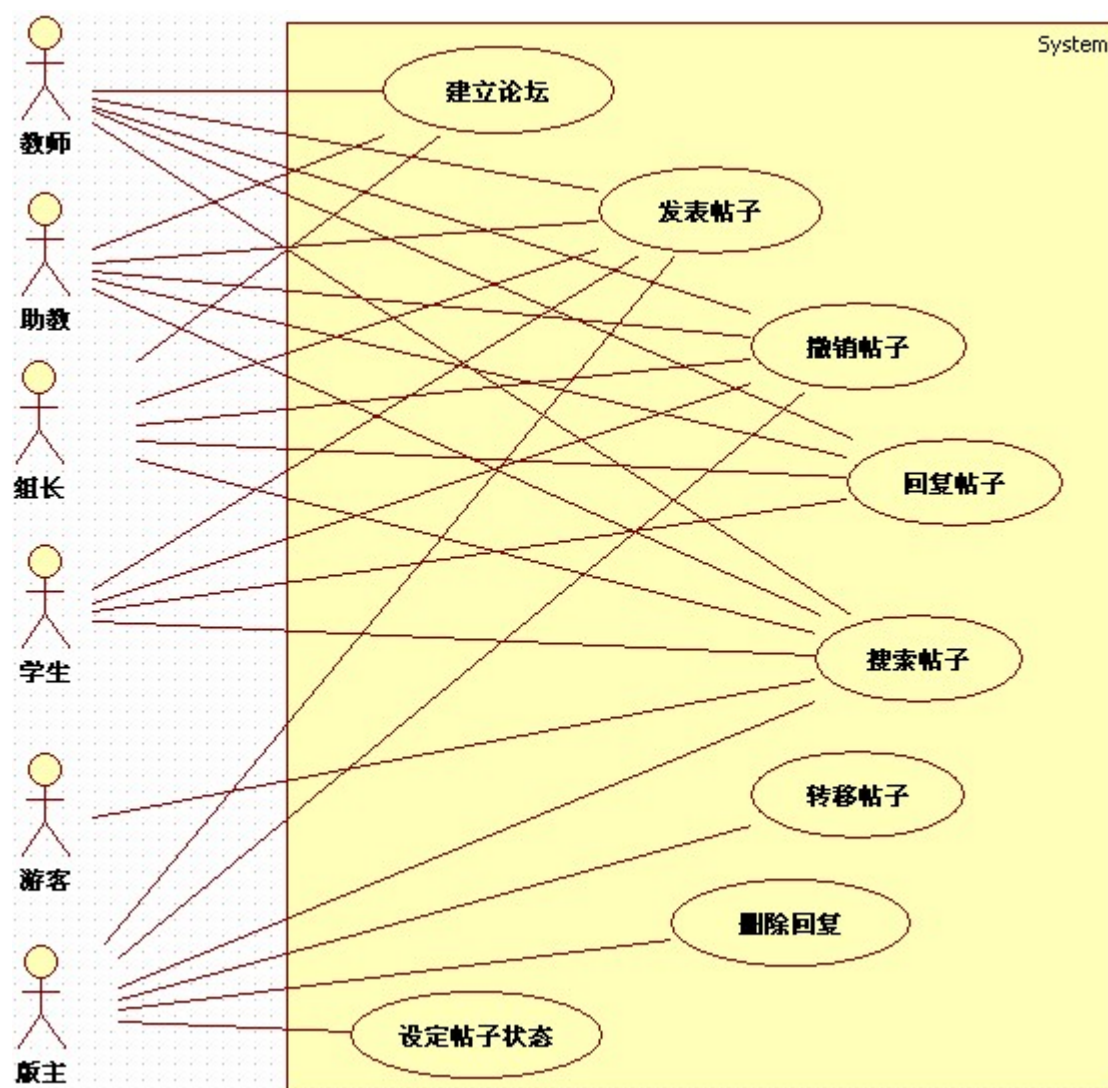 System
教师
建立论坛
发表帖子
助教
撤销帖子
组长
回复帖子
学生
搜索帖子
转移帖子
游客
删除回复
设定帖子状态
版主